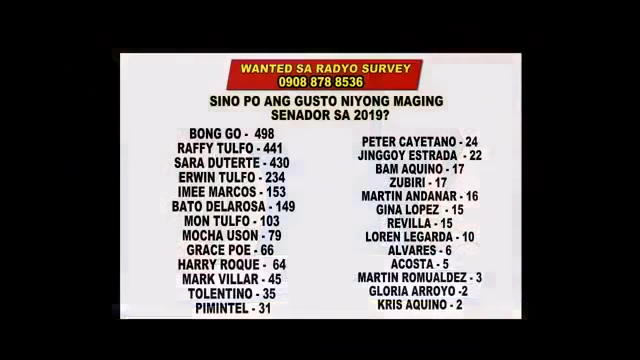 WANTED SA RADYO SURVEY
0908 878 8536
SINO PO ANG GUSTO NIYONG MAGING
SENADOR SA 2019?
BONG GO - 498
RAFFY TULFO - 441
SARA DUTERTE - 430
ERWIN TULFO - 234
IMEE MARCOS - 153
BATO DELAROSA - 149
MON TULFO - 103
MOCHA USON - 79
GRACE POE - 66
HARRY ROQUE - 64
MARK VILLAR - 45
TOLENTINO - 35
PIMINTEL - 31
PETER CAYETANO - 24
JINGGOY ESTRADA - 22
BAM AQUINO - 17
ZUBIRI - 17
MARTIN ANDANAR - 16
GINA LOPEZ - 15
REVILLA - 15
LOREN LEGARDA - 10
ALVARES - 6
ACOSTA - 5
MARTIN ROMUALDEZ - 3
GLORIA ARROYO -2
KRIS AQUINO - 2